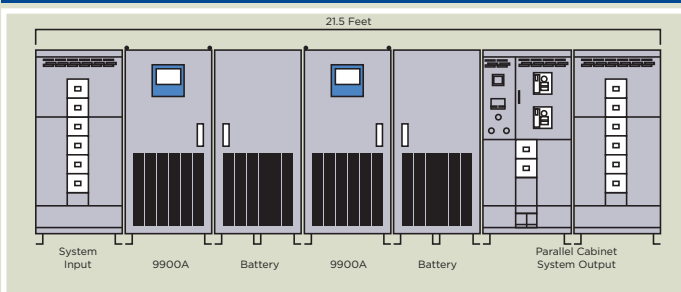 21.5 Feet
System
Input
9900A
Battery
9900A
Battery
Parallel Cabinet
System Output